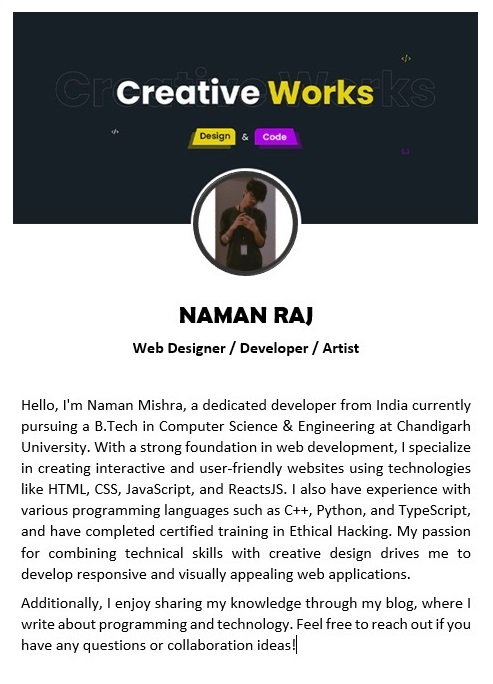 Creative Works
Design & Code
NAMAN RAJ
Web Designer / Developer / Artist
Hello, I'm Naman Mishra, a dedicated developer from India currently
pursuing a B.Tech in Computer Science & Engineering at Chandigarh
University. With a strong foundation in web development, I specialize
in creating interactive and user-friendly websites using technologies
like HTML, CSS, JavaScript, and ReactsJS. I also have experience with
various programming languages such as C++, Python, and TypeScript,
and have completed certified training in Ethical Hacking. My passion
for combining technical skills with creative design drives me to
develop responsive and visually appealing web applications.
Additionally, I enjoy sharing my knowledge through my blog, where I
write about programming and technology. Feel free to reach out if you
have any questions or collaboration ideas!